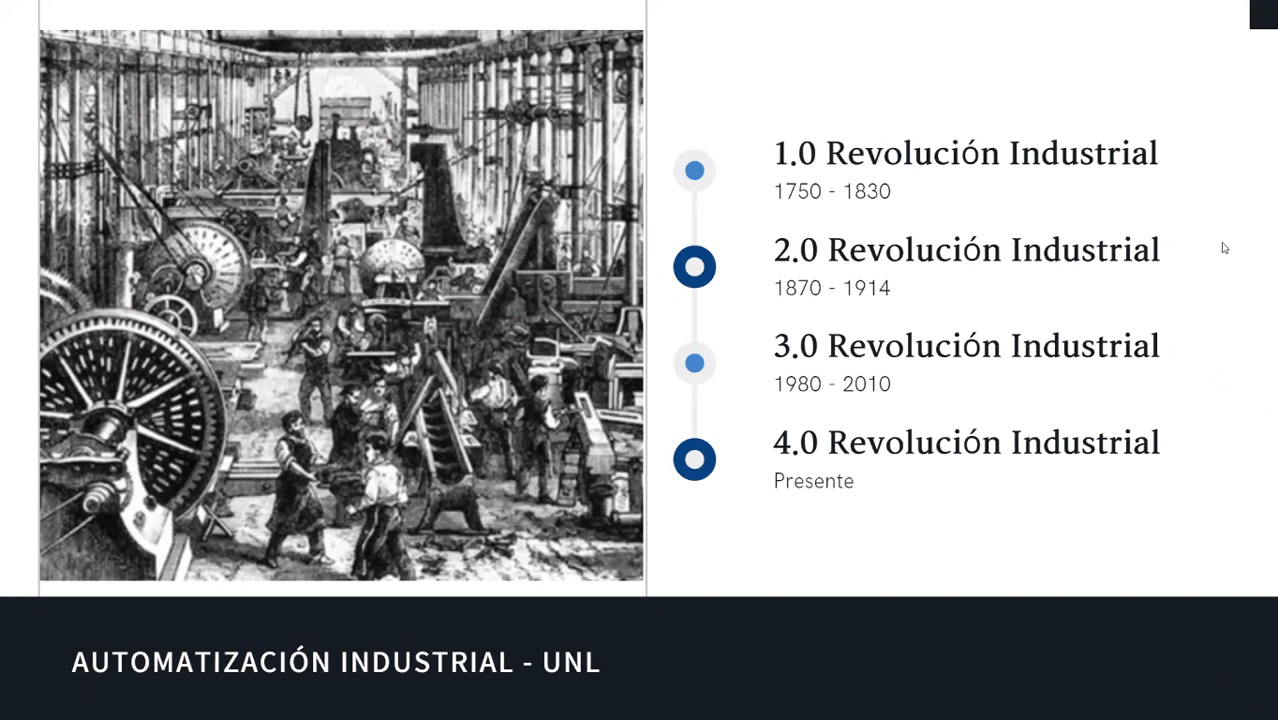 1.0 Revolución Industrial
1750 - 1830
2.0 Revolución Industrial
1870 - 1914
3.0 Revolución Industrial
1980 - 2010
4.0 Revolución Industrial
Presente
AUTOMATIZACIÓN INDUSTRIAL - UNL